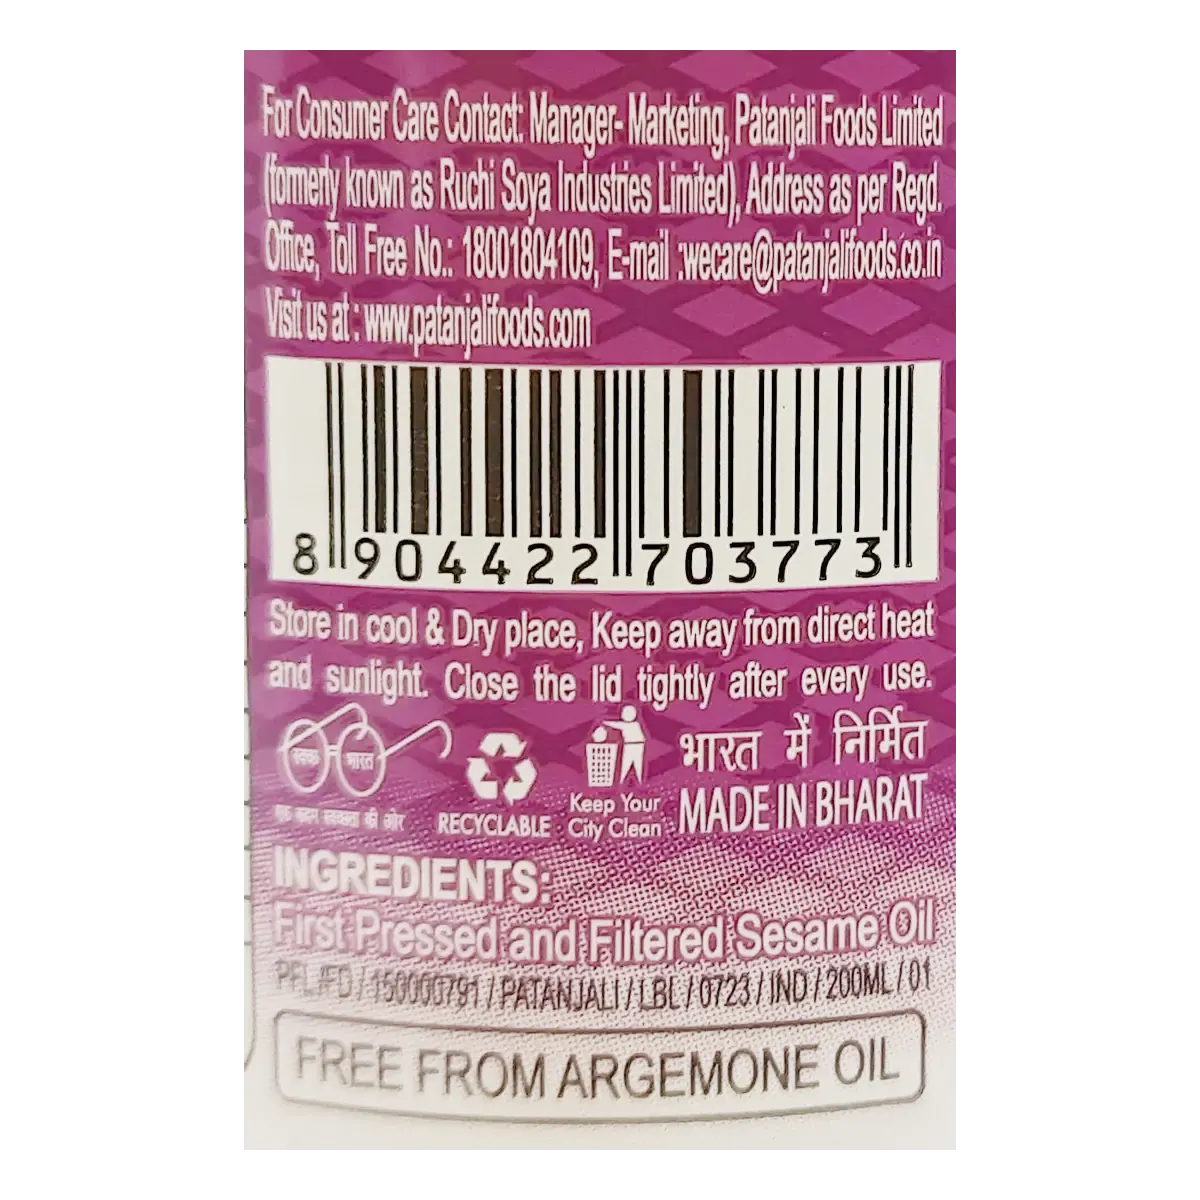 For Consumer Care Contact: Manager- Marketing, Patanjali Foods Limited
(formerly known as Ruchi Soya Industries Limited), Address as per Regd.
Office, Toll Free No.: 18001804109, E-mail :wecare@patanjalifoods.co.in
Visit us at : www.patanjalifoods.com
8 904422 703773
Store in cool & Dry place, Keep away from direct heat
and sunlight. Close the lid tightly after every use.
भारत
की ओर
RECYCLABLE
Keep Your
City Clean
भारत में निर्मित
MADE IN BHARAT
INGREDIENTS:
First Pressed and Filtered Sesame Oil
PFL#FD / 150000791 / PATANJALI / LBL / 0723 / IND / 200ML / 01
FREE FROM ARGEMONE OIL